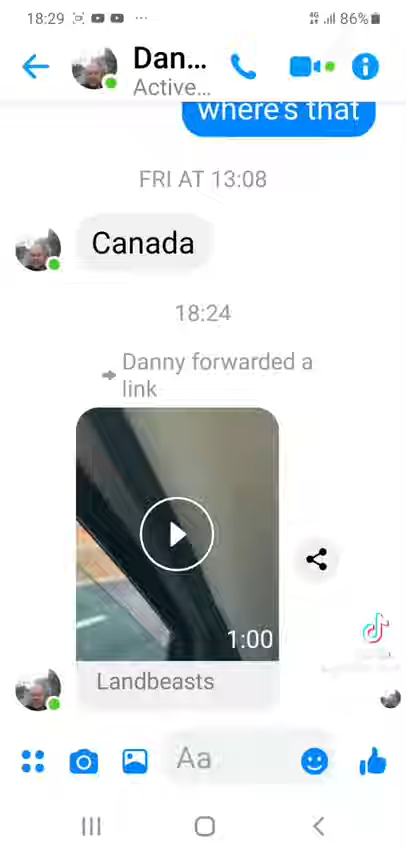 18:29
4G
86%
Dan...
Active...
where's that
FRI AT 13:08
Canada
18:24
Danny forwarded a
link
1:00
Landbeasts
Aa